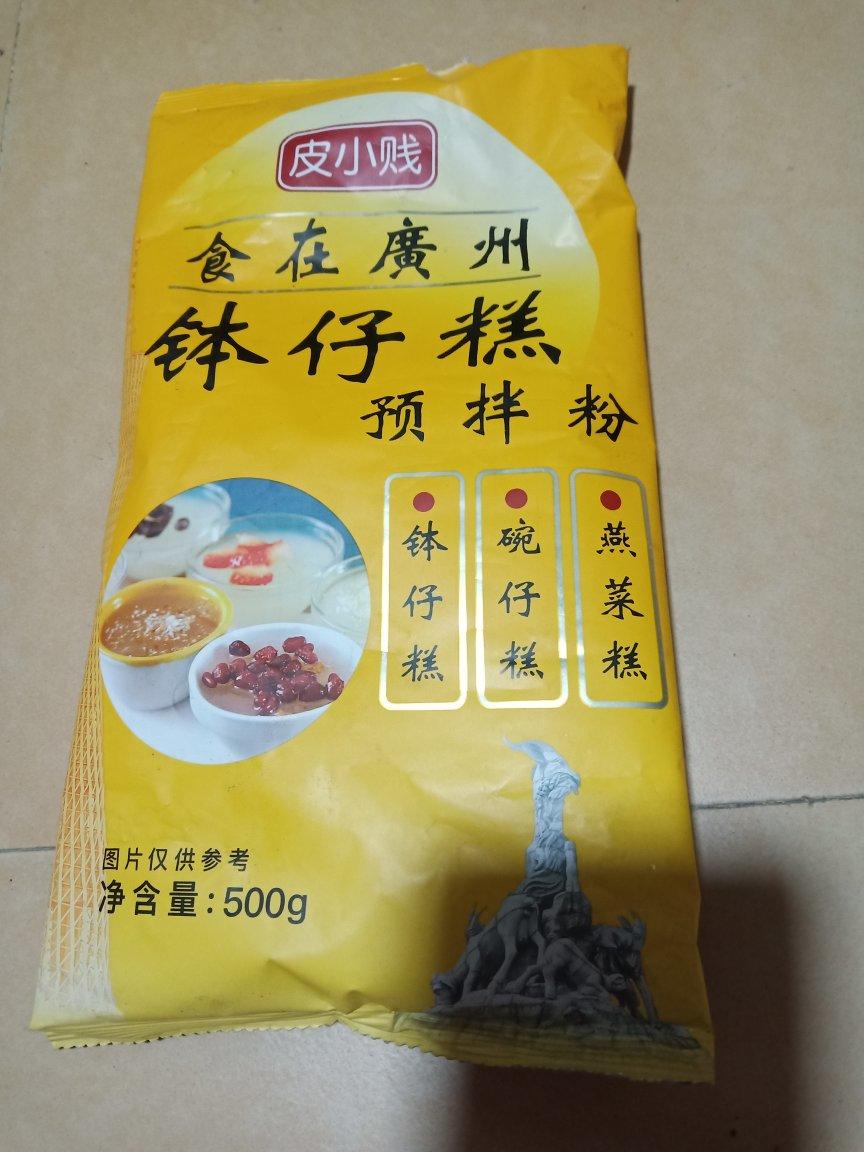 皮小贱
食在廣州
钵仔糕
预拌粉
钵仔糕
碗仔糕
燕菜糕
图片仅供参考
净含量:500g